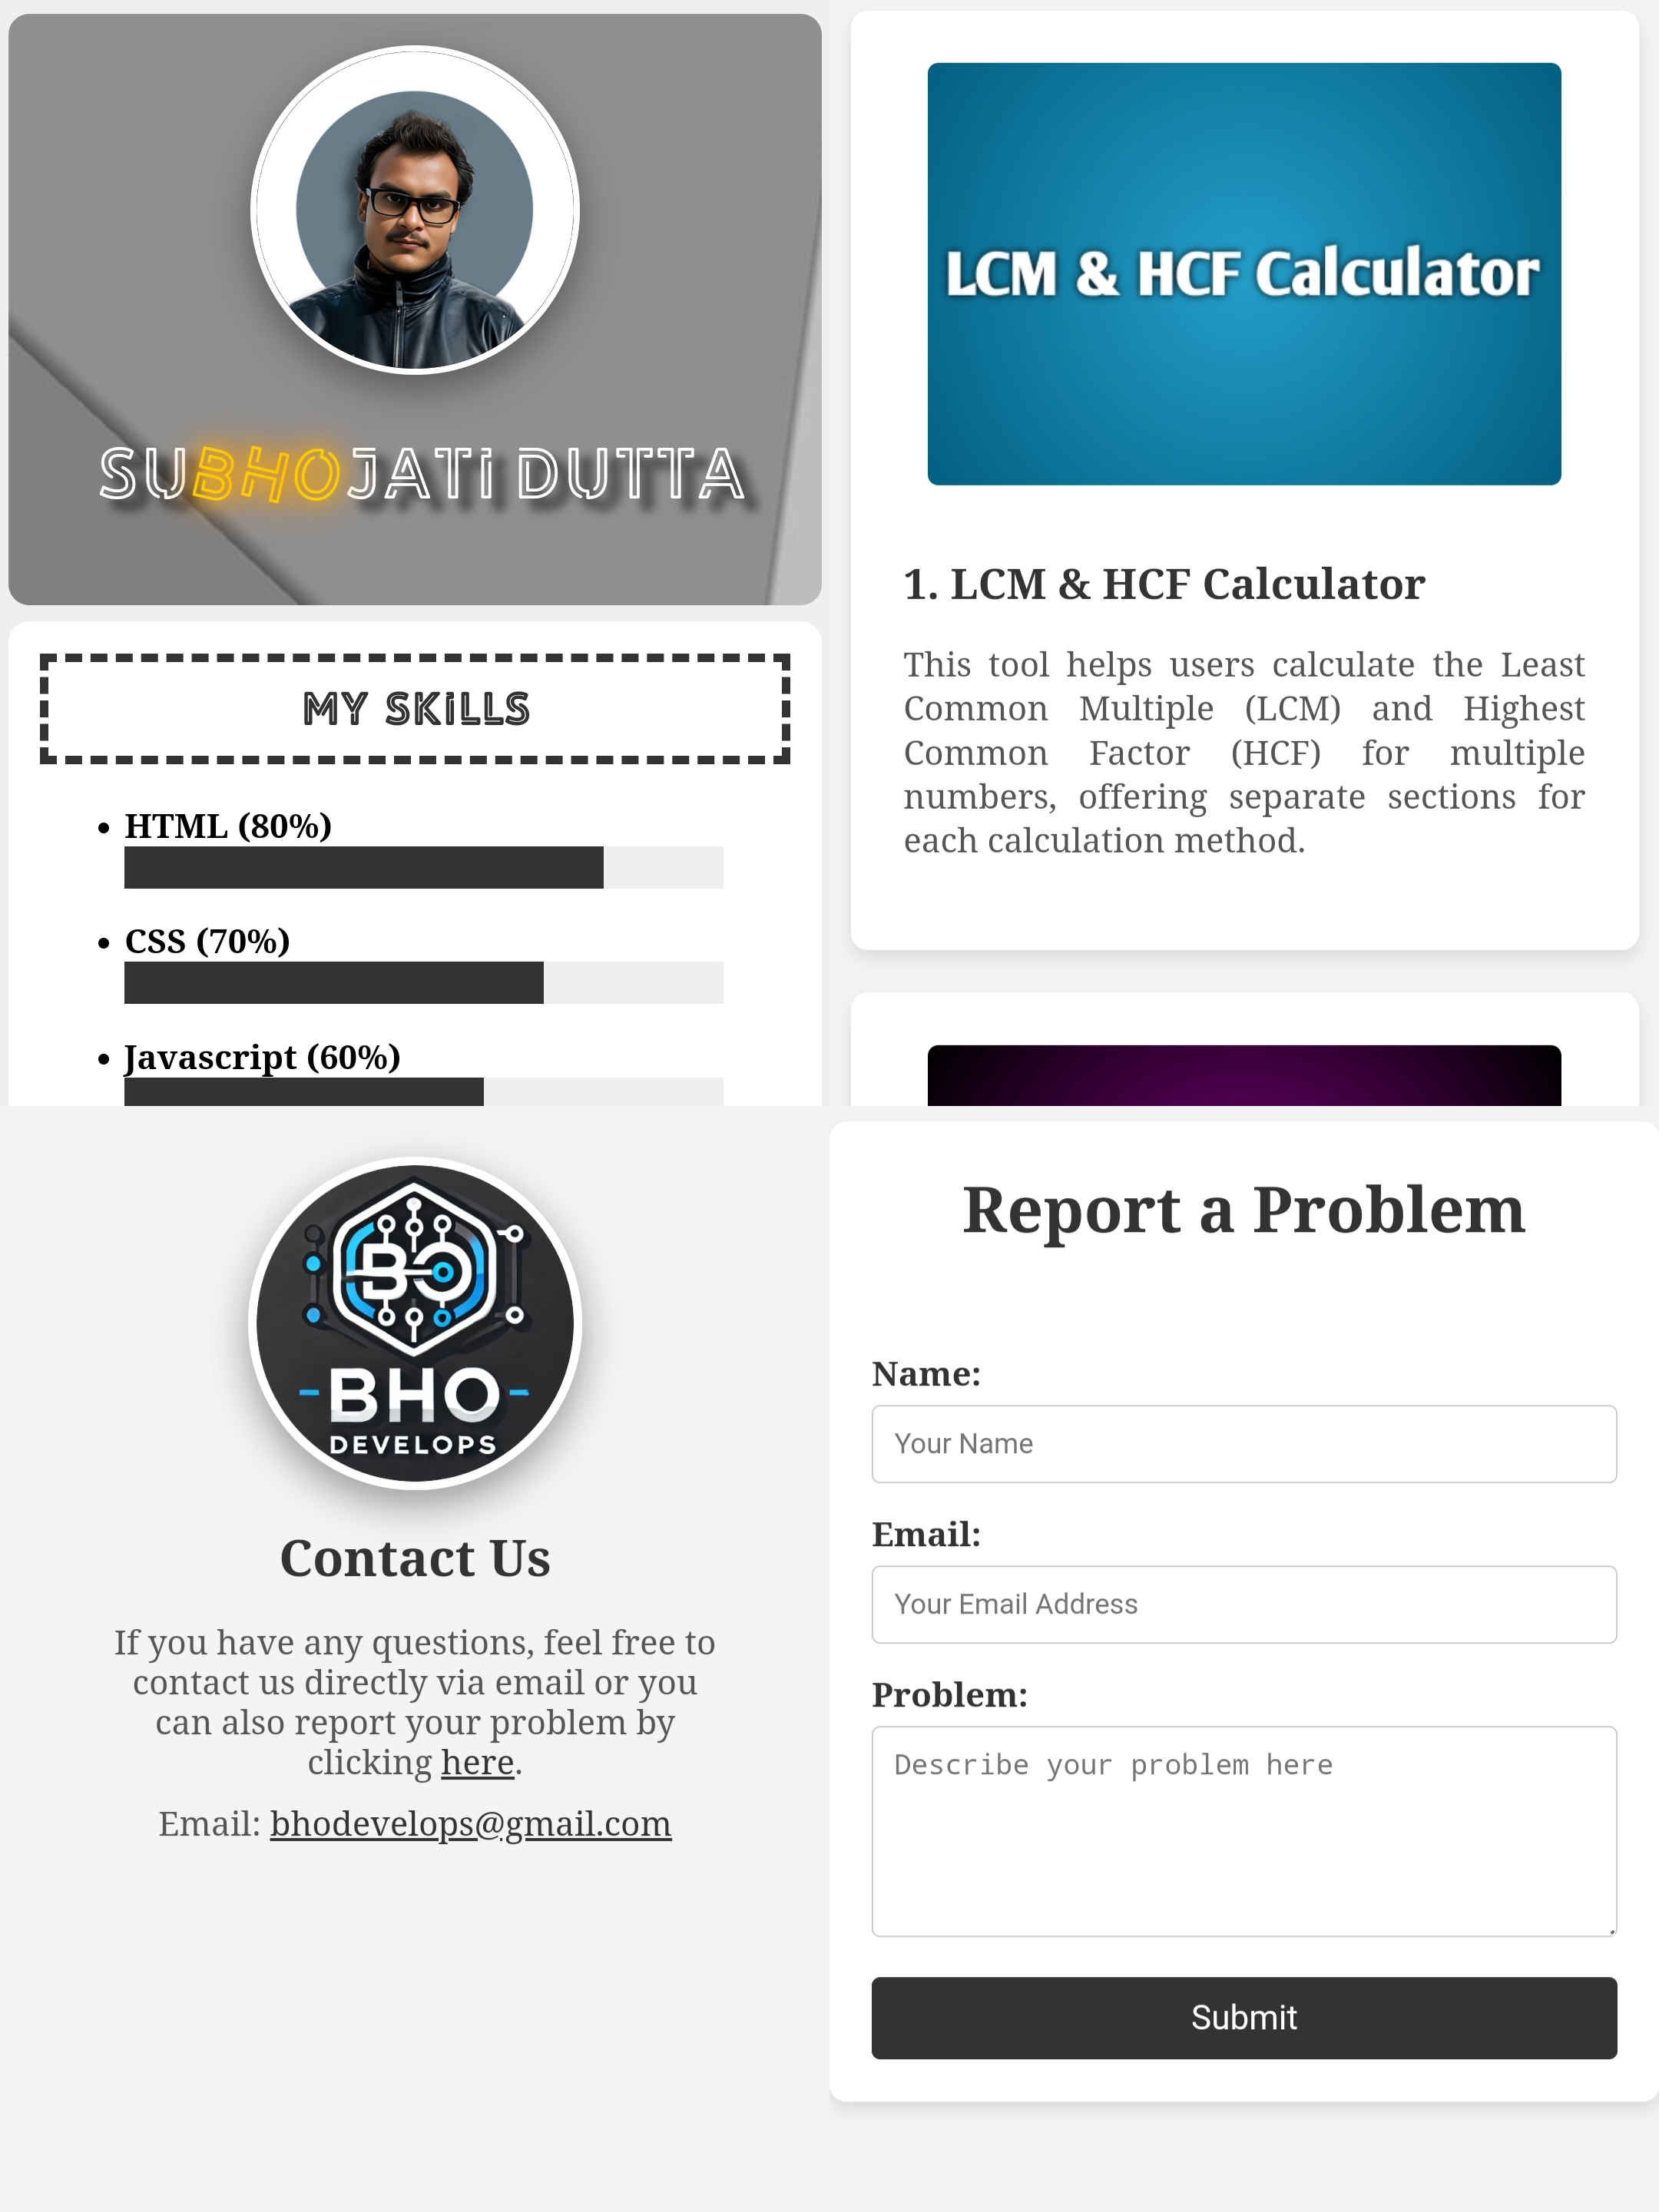 SUBHOJATI DUTTA
MY SKILLS
HTML (80%)
CSS (70%)
Javascript (60%)
LCM & HCF Calculator
1. LCM & HCF Calculator
This tool helps users calculate the Least
Common Multiple (LCM) and Highest
Common Factor (HCF) for multiple
numbers, offering separate sections for
each calculation method.
BO
BHO
DEVELOPS
Contact Us
If you have any questions, feel free to
contact us directly via email or you
can also report your problem by
clicking here.
Email: bhodevelops@gmail.com
Report a Problem
Name:
Your Name
Email:
Your Email Address
Problem:
Describe your problem here
Submit